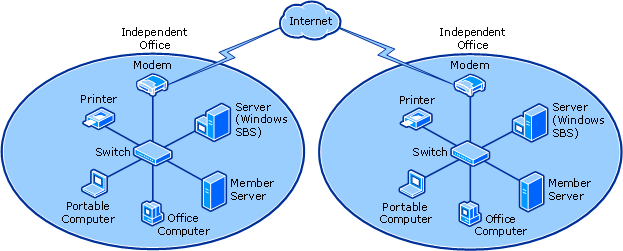 Internet
Independent
Office
Modem
Printer
Server
(Windows
SBS)
Switch
Member
Server
Portable
Computer
Office
Computer
Independent
Office
Modem
Printer
Server
(Windows
SBS)
Switch
Member
Server
Portable
Computer
Office
Computer